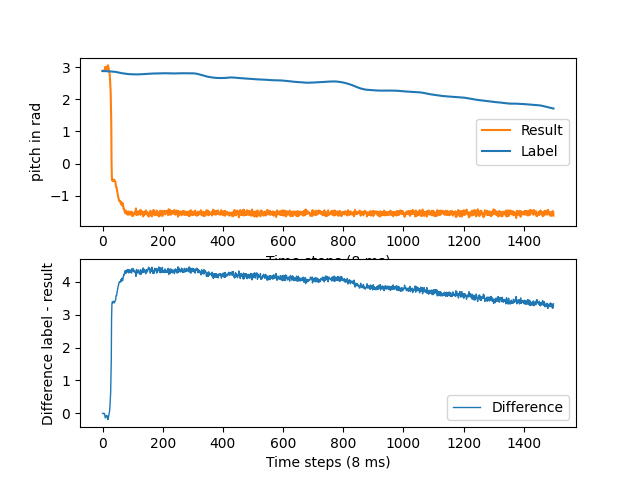 3
2
1
0
−1
pitch in rad
Result
Label
0 200 400 600 800 1000 1200 1400
Time steps (8 ms)
4
3
2
1
0
Difference label - result
Difference
0 200 400 600 800 1000 1200 1400
Time steps (8 ms)